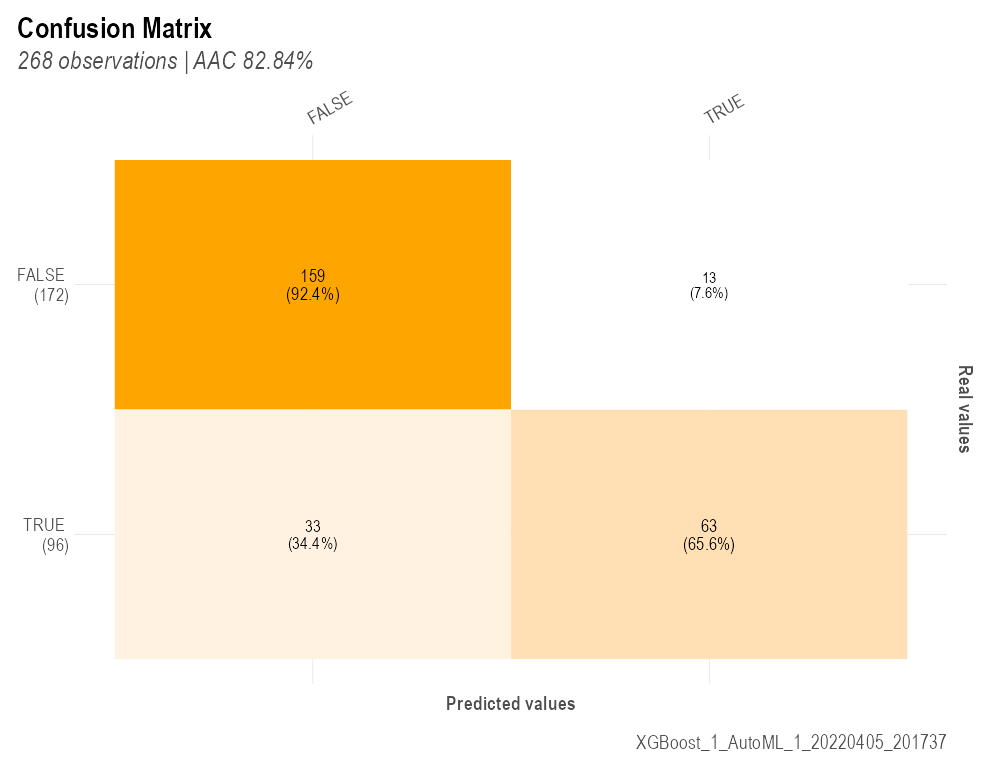 Confusion Matrix
268 observations | AAC 82.84%
FALSE
TRUE
FALSE
(172)
159
(92.4%)
13
(7.6%)
Real values
TRUE
(96)
33
(34.4%)
63
(65.6%)
Predicted values
XGBoost_1_AutoML_1_20220405_201737